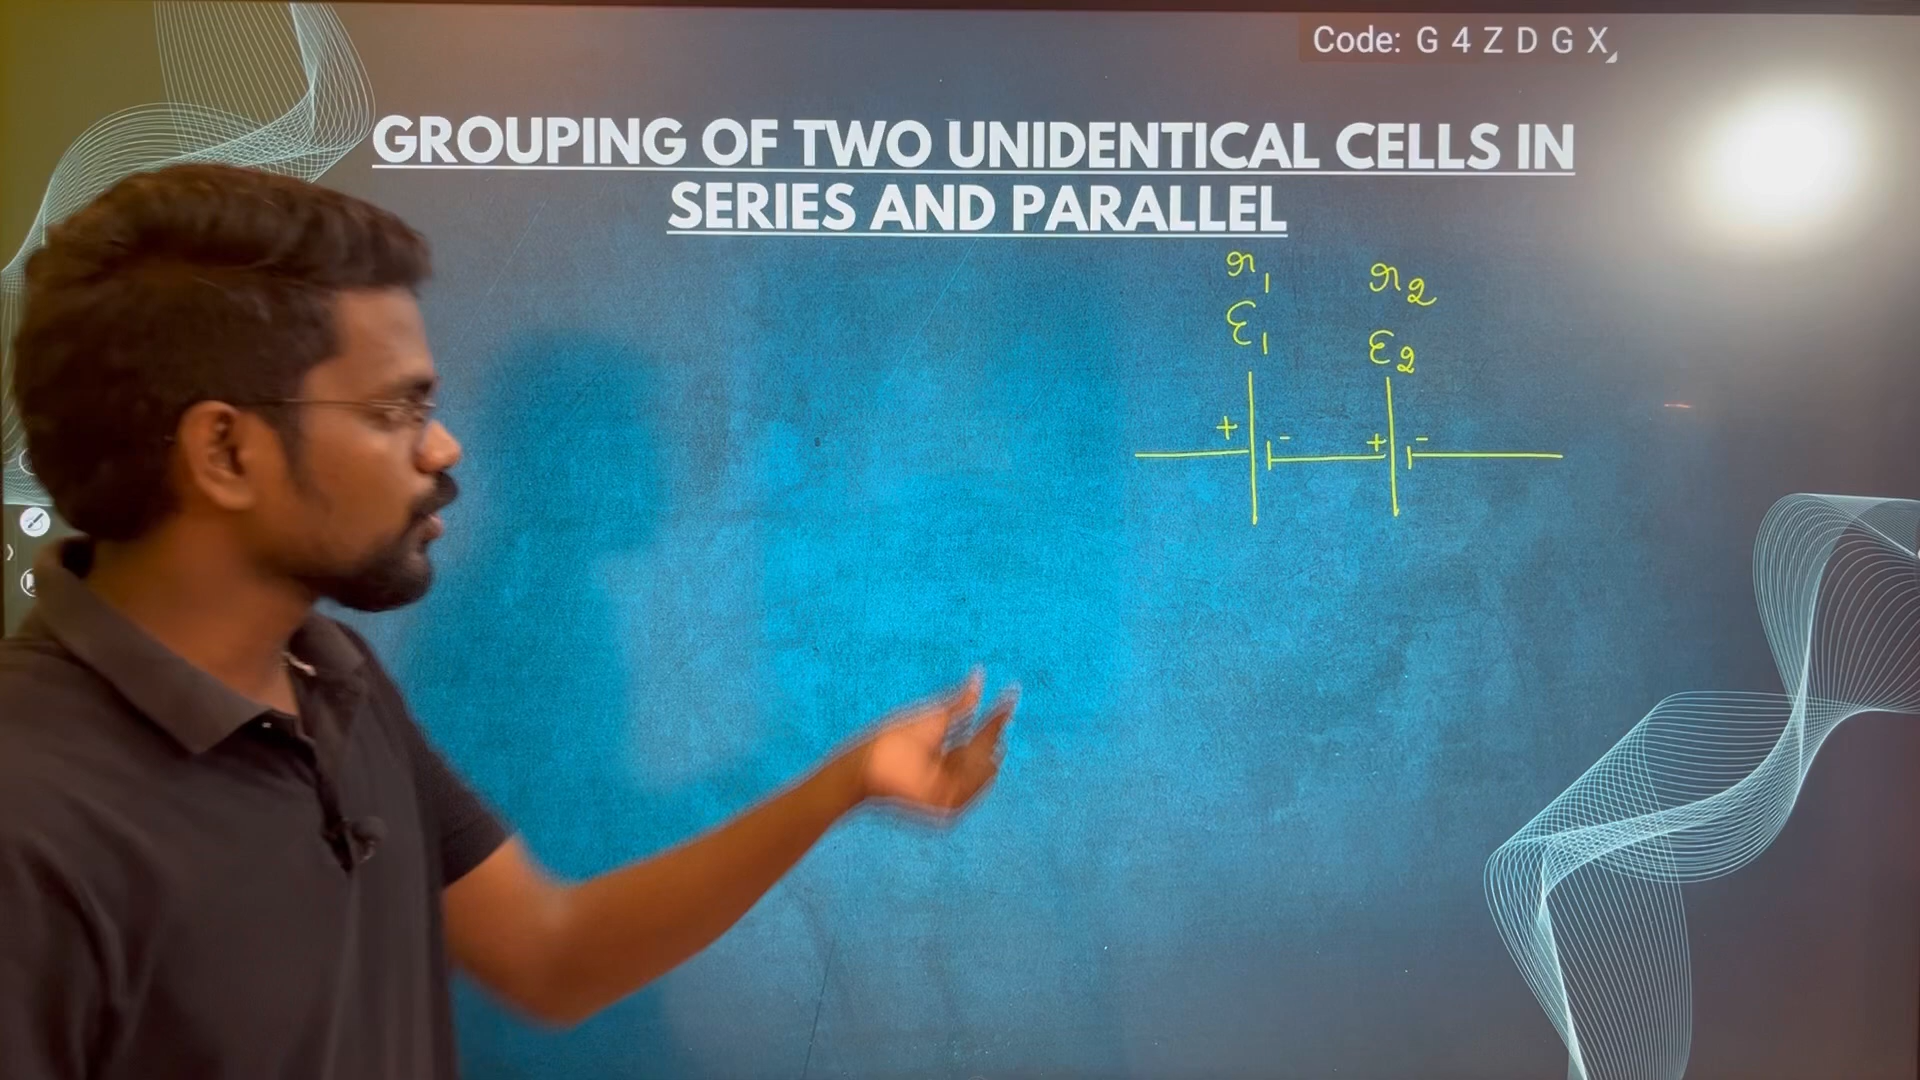 Code: G 4 Z D G X
GROUPING OF TWO UNIDENTICAL CELLS IN
SERIES AND PARALLEL
r₁ r₂
ε₁ ε₂
+ - + -